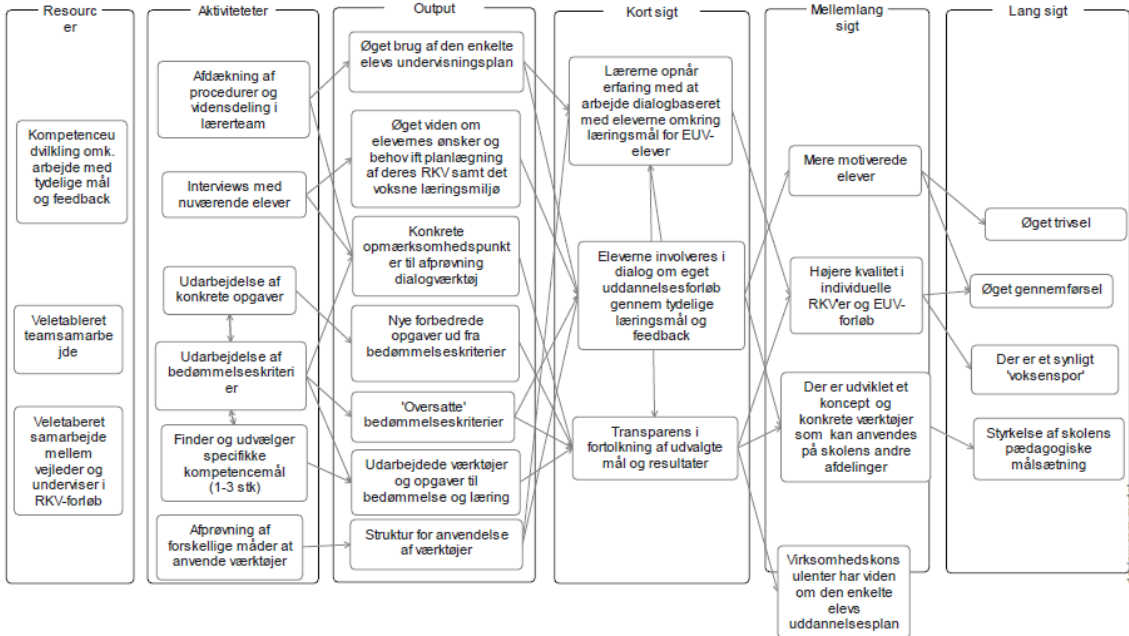 Resourc
er
Kompetenceu
dvikling omk.
arbejde med
tydelige mål
og feedback
Veletableret
teamsamarbe
jde
Veletaberet
samarbejde
mellem
vejleder og
underviser i
RKV-forløb
Aktiviteteter
Afdækning af
procedurer og
vidensdeling i
lærerteam
Interviews med
nuværende elever
Udarbejdelse af
konkrete opgaver
Udarbejdelse af
bedømmelseskriteri
er
Finder og udvælger
specifikke
kompetencemål
(1-3 stk)
Afprøvning af
forskellige måder at
anvende værktøjer
Output
Øget brug af den enkelte
elevs undervisningsplan
Øget viden om
elevernes ønsker og
behov ift planlægning
af deres RKV samt det
voksne læringsmiljø
Konkrete
opmærksomhedspunkt
er til afprøvning
dialogværktøj
Nye forbedrede
opgaver ud fra
bedømmelseskriterier
'Oversatte'
bedømmelseskriterier
Udarbejdede værktøjer
og opgaver til
bedømmelse og læring
Struktur for anvendelse
af værktøjer
Kort sigt
Lærerne opnår
erfaring med at
arbejde dialogbaseret
med eleverne omkring
læringsmål for EUV-
elever
Eleverne involveres i
dialog om eget
uddannelsesforløb
gennem tydelige
læringsmål og
feedback
Transparens i
fortolkning af udvalgte
mål og resultater
Mellemlang
sigt
Mere motiverede
elever
Højere kvalitet i
individuelle
RKV'er og EUV-
forløb
Der er udviklet et
koncept og
konkrete værktøjer
som kan anvendes
på skolens andre
afdelinger
Virksomhedskons
ulenter har viden
om den enkelte
elevs
uddannelsesplan
Lang sigt
Øget trivsel
Øget gennemførsel
Der er et synligt
'voksenspor'
Styrkelse af skolens
pædagogiske
målsætning